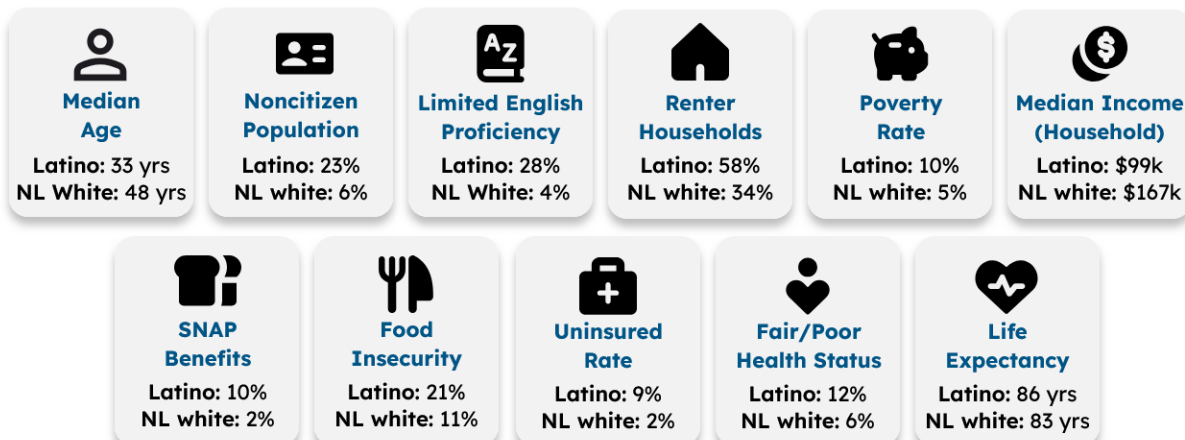 AZ
Median
Age
Latino: 33 yrs
NL White: 48 yrs
Noncitizen
Population
Latino: 23%
NL white: 6%
Limited English
Proficiency
Latino: 28%
NL White: 4%
Renter
Households
Latino: 58%
NL white: 34%
Poverty
Rate
Latino: 10%
NL white: 5%
$
Median Income
(Household)
Latino: $99k
NL white: $167k
SNAP
Benefits
Latino: 10%
NL white: 2%
Food
Insecurity
Latino: 21%
NL white: 11%
Uninsured
Rate
Latino: 9%
NL white: 2%
Fair/Poor
Health Status
Latino: 12%
NL white: 6%
Life
Expectancy
Latino: 86 yrs
NL white: 83 yrs